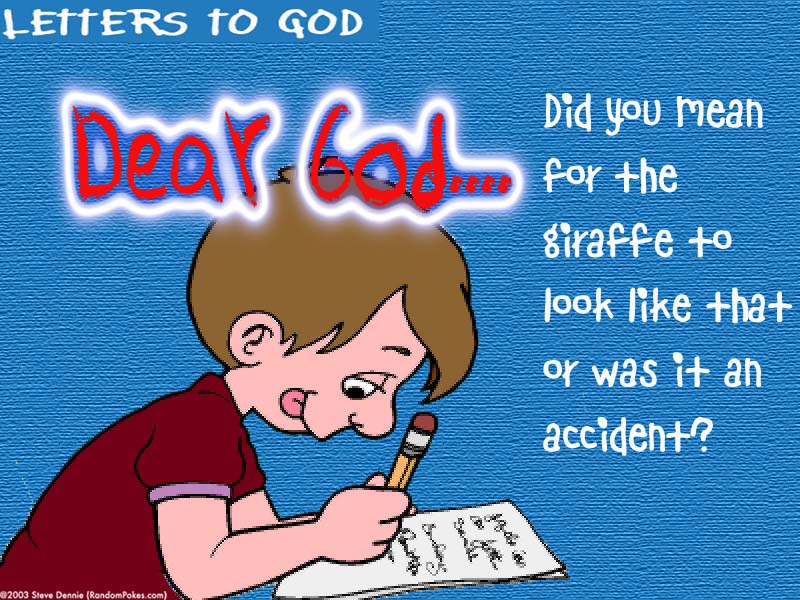 LETTERS TO GOD
Dear God....
Did you mean
for the
giraffe to
look like that
or was it an
accident?
©2003 Steve Dennie (RandomPokes.com)